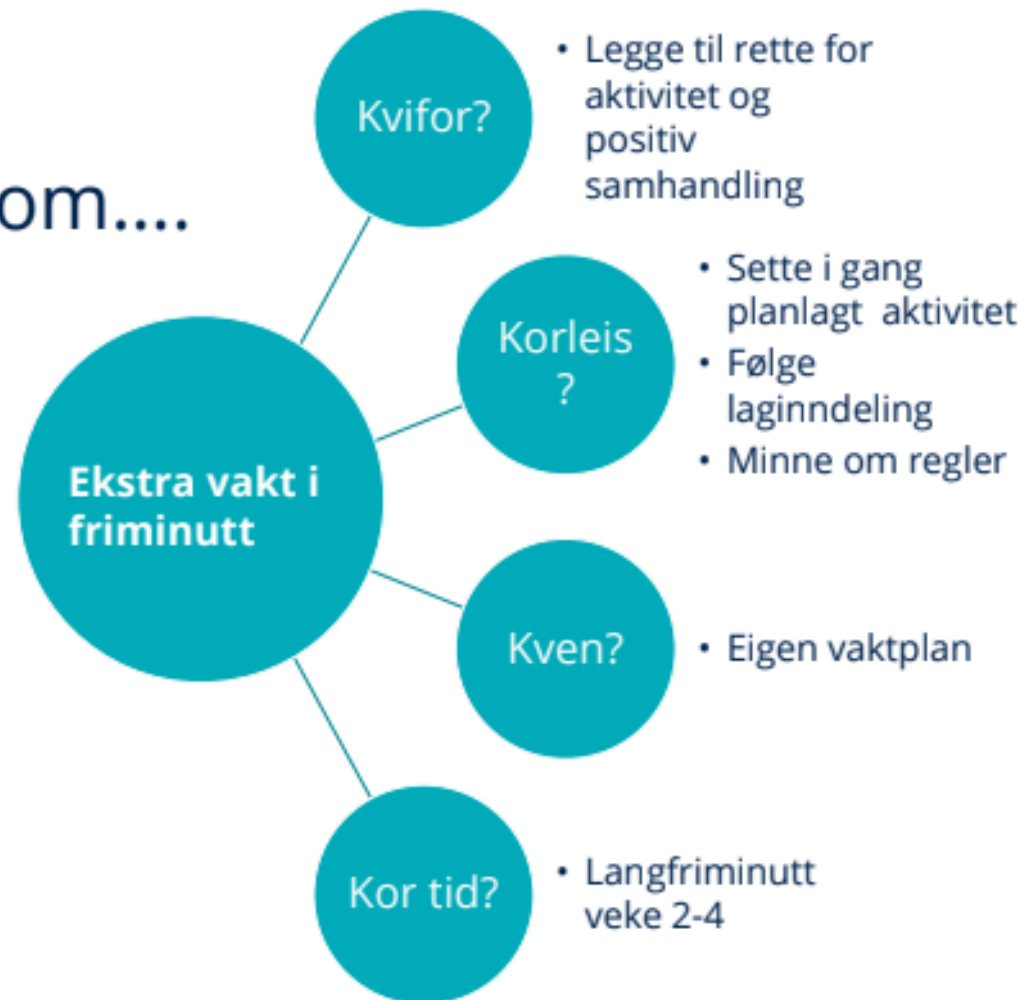 om....
Ekstra vakt i
friminutt
Kvifor?
• Legge til rette for
aktivitet og
positiv
samhandling
Korleis
?
• Sette i gang
planlagt aktivitet
• Følge
laginndeling
• Minne om regler
Kven?
• Eigen vaktplan
Kor tid?
• Langfriminutt
veke 2-4